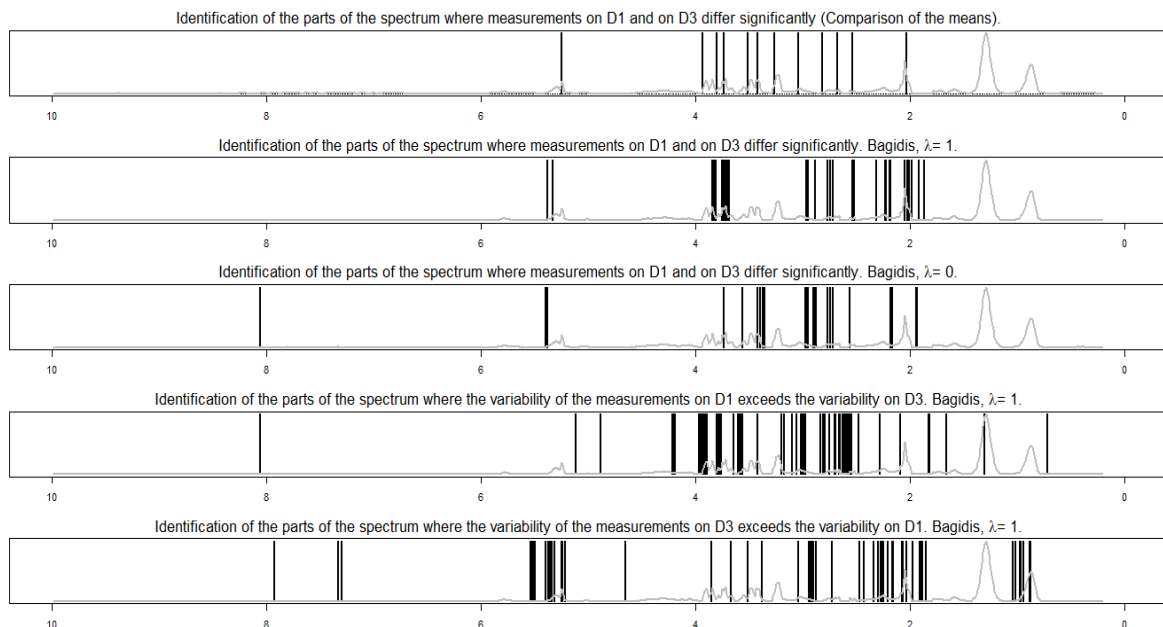 Identification of the parts of the spectrum where measurements on D1 and on D3 differ significantly (Comparison of the means).
10 8 6 4 2 0
Identification of the parts of the spectrum where measurements on D1 and on D3 differ significantly. Bagidis, λ= 1.
10 8 6 4 2 0
Identification of the parts of the spectrum where measurements on D1 and on D3 differ significantly. Bagidis, λ= 0.
10 8 6 4 2 0
Identification of the parts of the spectrum where the variability of the measurements on D1 exceeds the variability on D3. Bagidis, λ= 1.
10 8 6 4 2 0
Identification of the parts of the spectrum where the variability of the measurements on D3 exceeds the variability on D1. Bagidis, λ= 1.
10 8 6 4 2 0